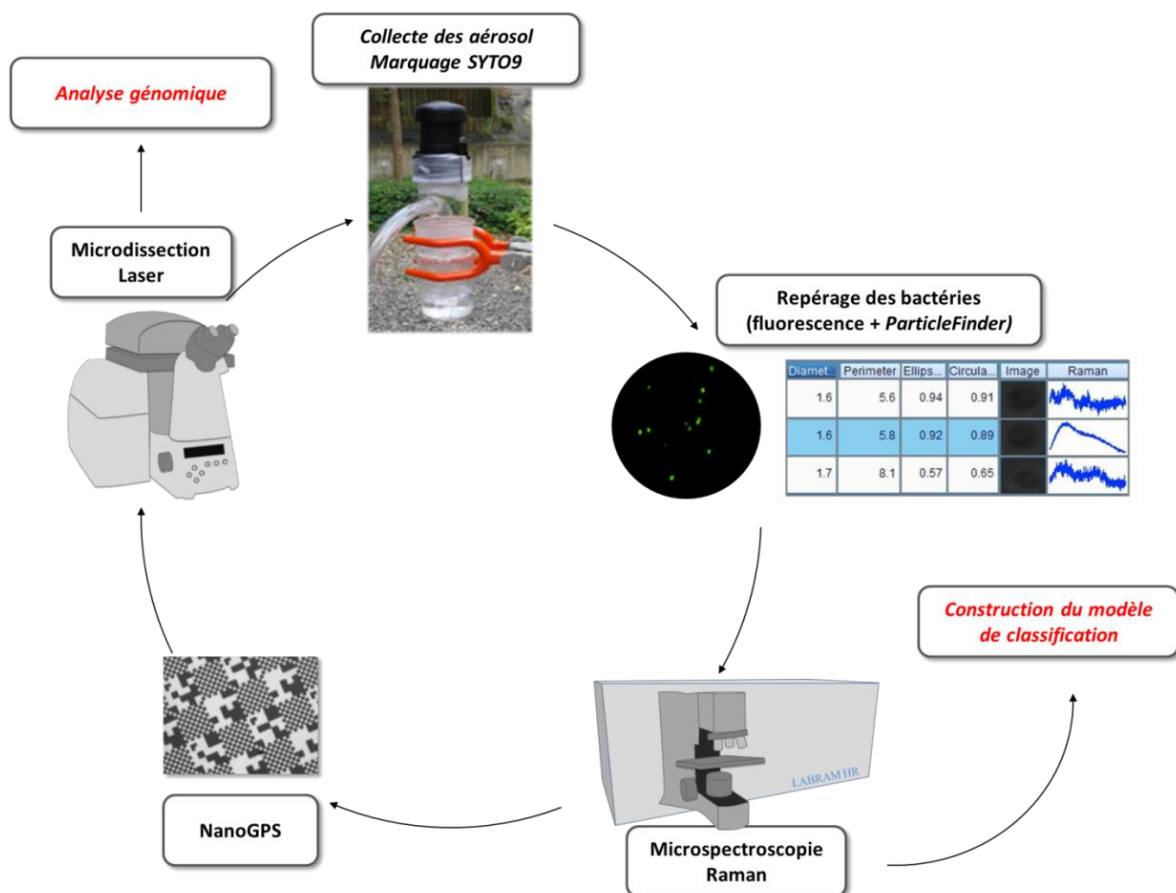 Collecte des aérosol
Marquage SYTO9
Analyse génomique
Microdissection
Laser
Repérage des bactéries
(fluorescence + ParticleFinder)
Diamet... Perimeter Ellips... Circula... Image Raman
1.6 5.6 0.94 0.91
1.6 5.8 0.92 0.89
1.7 8.1 0.57 0.65
Construction du modèle
de classification
LABRAM HR
NanoGPS
Microspectroscopie
Raman